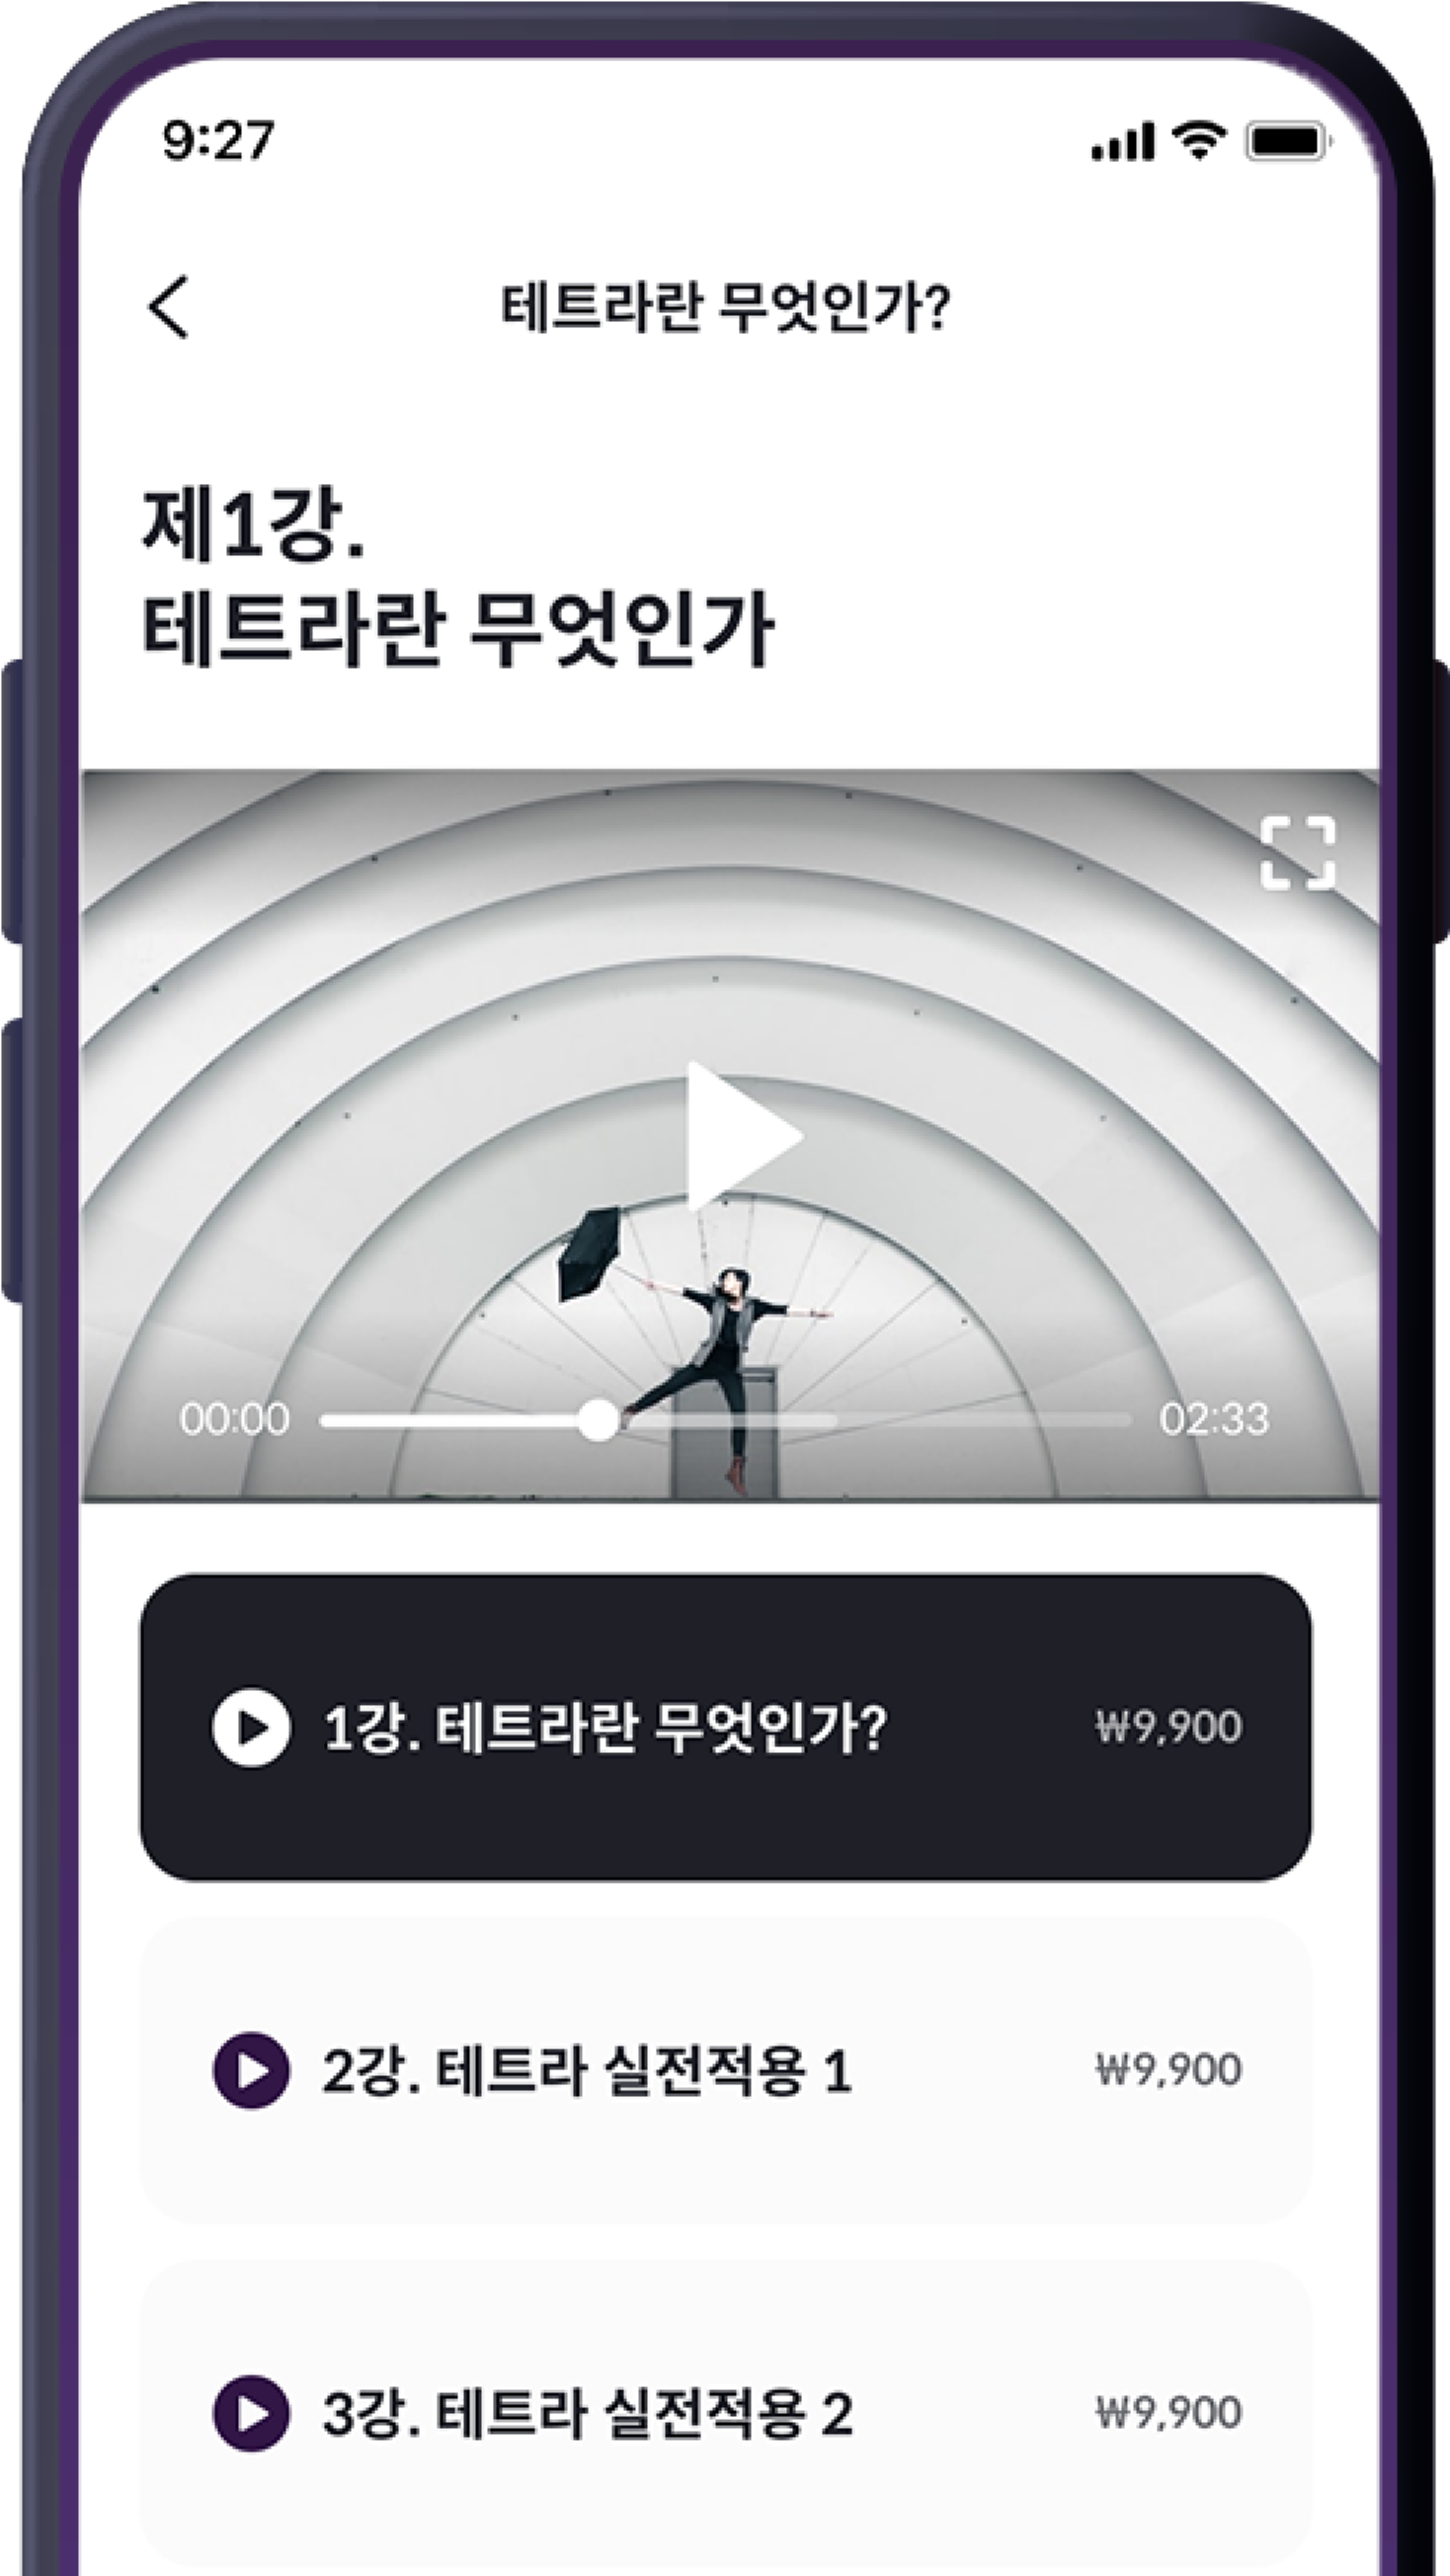 9:27
테트라란 무엇인가?
제1강.
테트라란 무엇인가
00:00
02:33
1강. 테트라란 무엇인가?
₩9,900
2강. 테트라 실전적용 1
₩9,900
3강. 테트라 실전적용 2
₩9,900